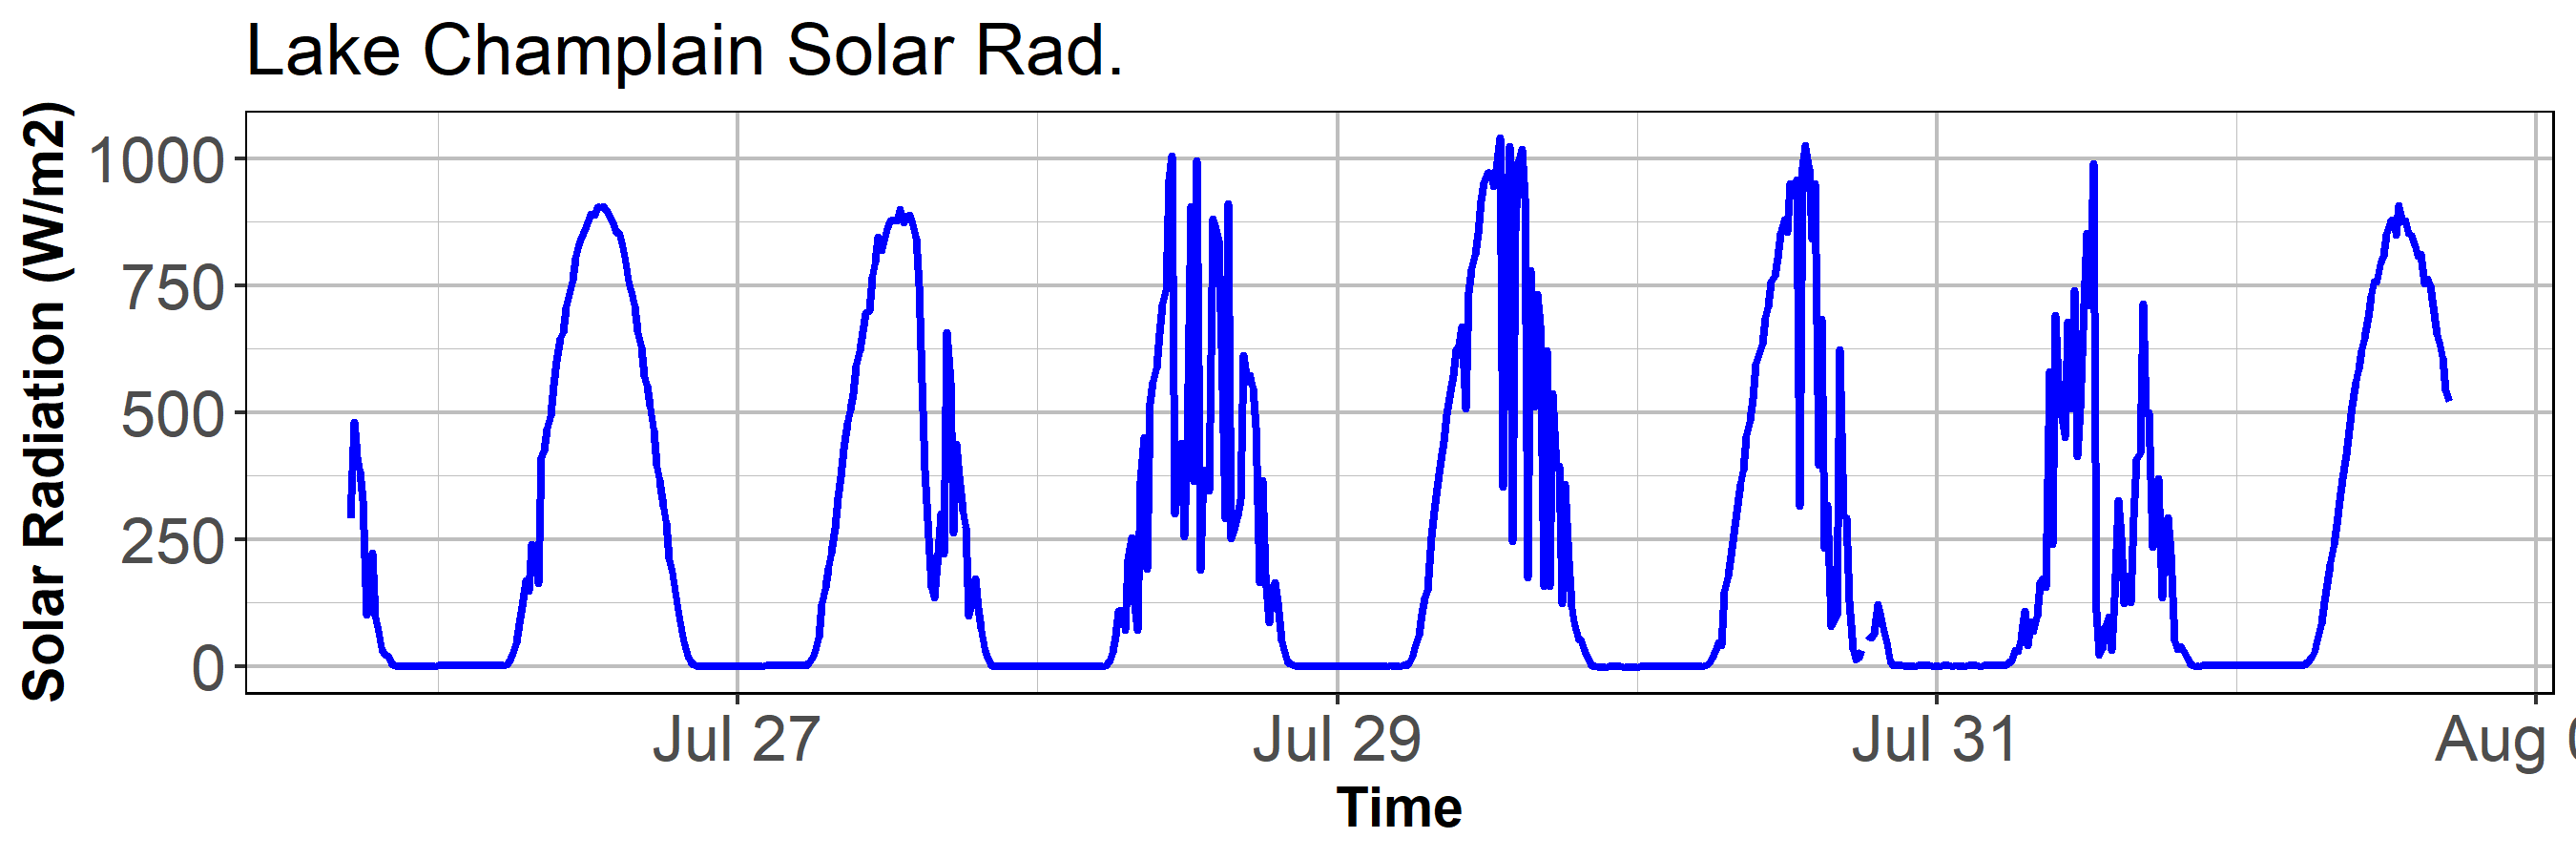 Lake Champlain Solar Rad.
Solar Radiation (W/m2)
1000
750
500
250
0
Jul 27
Jul 29
Jul 31
Aug
Time